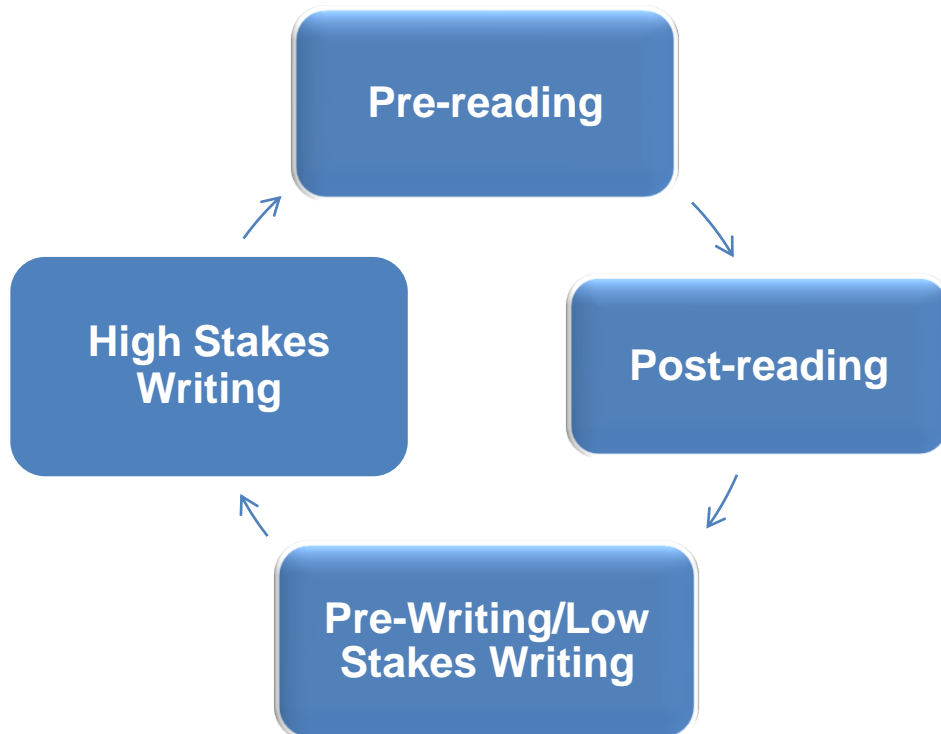 Pre-reading
Post-reading
Pre-Writing/Low
Stakes Writing
High Stakes
Writing